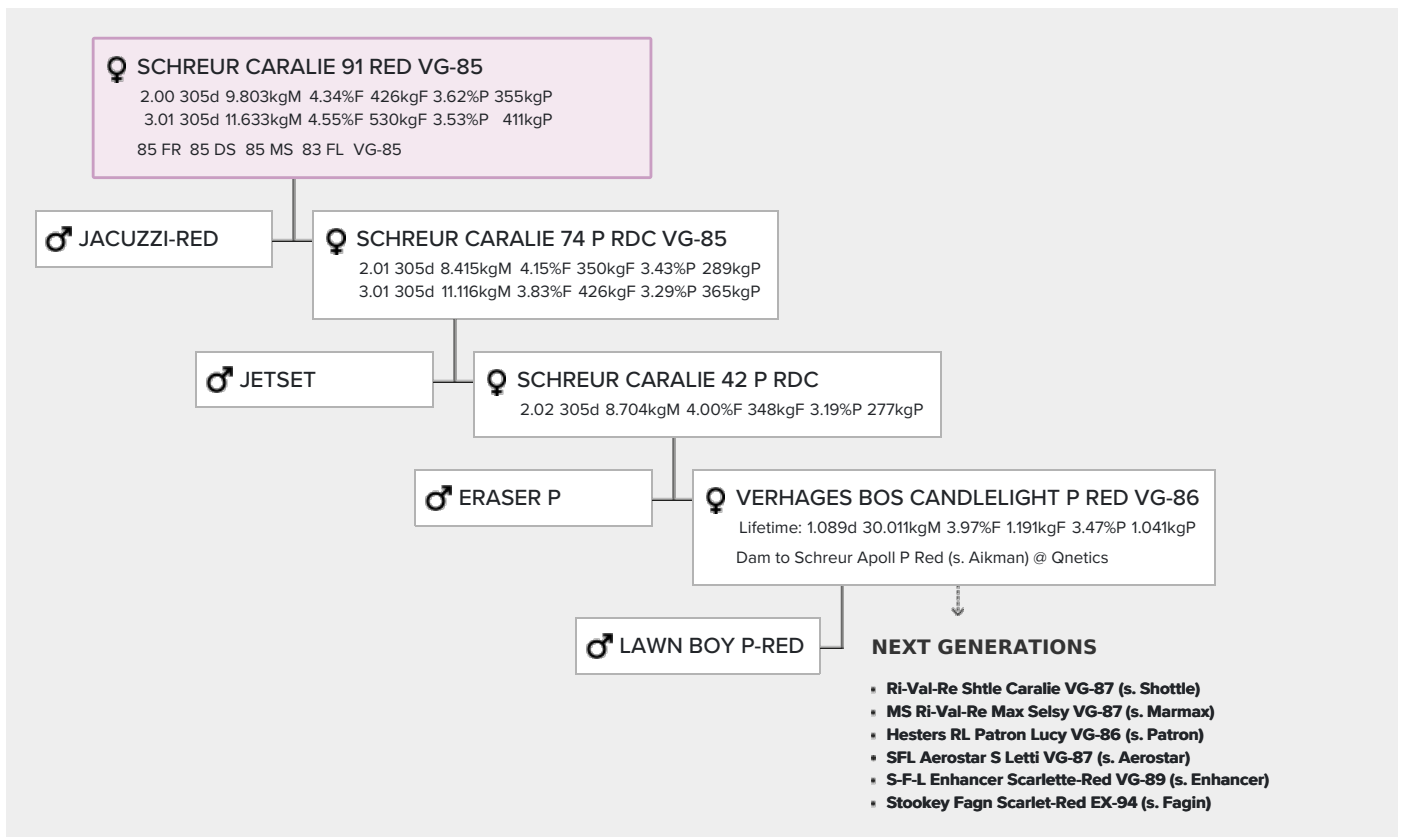 SCHREUR CARALIE 91 RED VG-85
2.00 305d 9.803kgM 4.34%F 426kgF 3.62%P 355kgP
3.01 305d 11.633kgM 4.55%F 530kgF 3.53%P 411kgP
85 FR 85 DS 85 MS 83 FL VG-85
JACUZZI-RED
SCHREUR CARALIE 74 P RDC VG-85
2.01 305d 8.415kgM 4.15%F 350kgF 3.43%P 289kgP
3.01 305d 11.116kgM 3.83%F 426kgF 3.29%P 365kgP
JETSET
SCHREUR CARALIE 42 P RDC
2.02 305d 8.704kgM 4.00%F 348kgF 3.19%P 277kgP
ERASER P
VERHAGES BOS CANDLELIGHT P RED VG-86
Lifetime: 1.089d 30.011kgM 3.97%F 1.191kgF 3.47%P 1.041kgP
Dam to Schreur Apoll P Red (s. Aikman) @ Qnetics
LAWN BOY P-RED
NEXT GENERATIONS
Ri-Val-Re Shtle Caralie VG-87 (s. Shottle)
MS Ri-Val-Re Max Selsy VG-87 (s. Marmax)
Hesters RL Patron Lucy VG-86 (s. Patron)
SFL Aerostar S Letti VG-87 (s. Aerostar)
S-F-L Enhancer Scarlette-Red VG-89 (s. Enhancer)
Stookey Fagn Scarlet-Red EX-94 (s. Fagin)